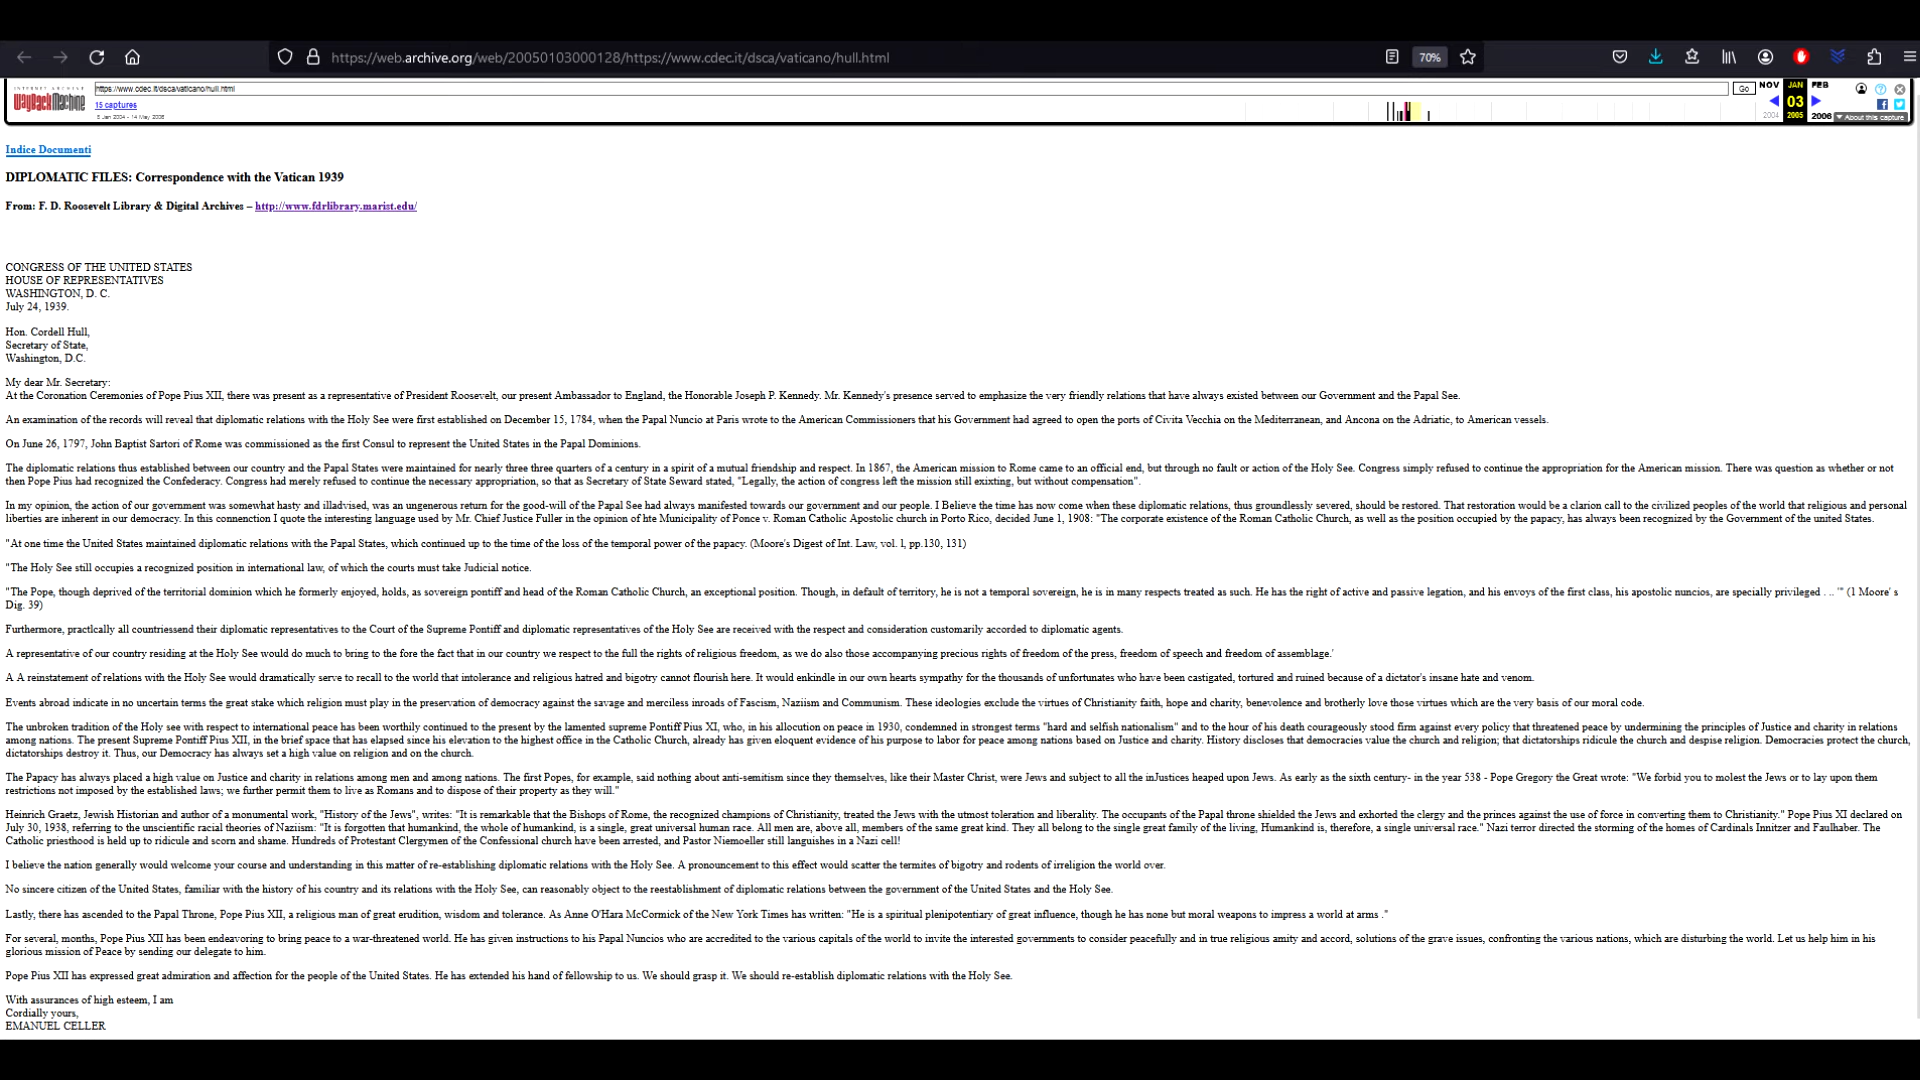 https://web.archive.org/web/20050103000128/https://www.cdec.it/dsca/vaticano/hull.html
70%
INTERNET ARCHIVE
WayBackMachine
https://www.cdec.it/dsca/vaticano/hull.html
Go
NOV JAN FEB
15 captures
03
5 Jan 2004 - 14 May 2006
2004 2005 2006
About this capture
Indice Documenti
DIPLOMATIC FILES: Correspondence with the Vatican 1939
From: F. D. Roosevelt Library & Digital Archives – http://www.fdrlibrary.marist.edu/
CONGRESS OF THE UNITED STATES
HOUSE OF REPRESENTATIVES
WASHINGTON, D. C.
July 24, 1939.
Hon. Cordell Hull,
Secretary of State,
Washington, D.C.
My dear Mr. Secretary:
At the Coronation Ceremonies of Pope Pius XII, there was present as a representative of President Roosevelt, our present Ambassador to England, the Honorable Joseph P. Kennedy. Mr. Kennedy's presence served to emphasize the very friendly relations that have always existed between our Government and the Papal See.
An examination of the records will reveal that diplomatic relations with the Holy See were first established on December 15, 1784, when the Papal Nuncio at Paris wrote to the American Commissioners that his Government had agreed to open the ports of Civita Vecchia on the Mediterranean, and Ancona on the Adriatic, to American vessels.
On June 26, 1797, John Baptist Sartori of Rome was commissioned as the first Consul to represent the United States in the Papal Dominions.
The diplomatic relations thus established between our country and the Papal States were maintained for nearly three three quarters of a century in a spirit of a mutual friendship and respect. In 1867, the American mission to Rome came to an official end, but through no fault or action of the Holy See. Congress simply refused to continue the appropriation for the American mission. There was question as whether or not
then Pope Pius had recognized the Confederacy. Congress had merely refused to continue the necessary appropriation, so that as Secretary of State Seward stated, "Legally, the action of congress left the mission still exixting, but without compensation".
In my opinion, the action of our government was somewhat hasty and illadvised, was an ungenerous return for the good-will of the Papal See had always manifested towards our government and our people. I Believe the time has now come when these diplomatic relations, thus groundlessly severed, should be restored. That restoration would be a clarion call to the civilized peoples of the world that religious and personal
liberties are inherent in our democracy. In this connenction I quote the interesting language used by Mr. Chief Justice Fuller in the opinion of hte Municipality of Ponce v. Roman Catholic Apostolic church in Porto Rico, decided June 1, 1908: "The corporate existence of the Roman Catholic Church, as well as the position occupied by the papacy, has always been recognized by the Government of the united States.
"At one time the United States maintained diplomatic relations with the Papal States, which continued up to the time of the loss of the temporal power of the papacy. (Moore's Digest of Int. Law, vol. l, pp.130, 131)
"The Holy See still occupies a recognized position in international law, of which the courts must take Judicial notice.
"The Pope, though deprived of the territorial dominion which he formerly enjoyed, holds, as sovereign pontiff and head of the Roman Catholic Church, an exceptional position. Though, in default of territory, he is not a temporal sovereign, he is in many respects treated as such. He has the right of active and passive legation, and his envoys of the first class, his apostolic nuncios, are specially privileged . .. '" (1 Moore' s
Dig. 39)
Furthermore, practlcally all countriessend their diplomatic representatives to the Court of the Supreme Pontiff and diplomatic representatives of the Holy See are received with the respect and consideration customarily accorded to diplomatic agents.
A representative of our country residing at the Holy See would do much to bring to the fore the fact that in our country we respect to the full the rights of religious freedom, as we do also those accompanying precious rights of freedom of the press, freedom of speech and freedom of assemblage.'
A A reinstatement of relations with the Holy See would dramatically serve to recall to the world that intolerance and religious hatred and bigotry cannot flourish here. It would enkindle in our own hearts sympathy for the thousands of unfortunates who have been castigated, tortured and ruined because of a dictator's insane hate and venom.
Events abroad indicate in no uncertain terms the great stake which religion must play in the preservation of democracy against the savage and merciless inroads of Fascism, Naziism and Communism. These ideologies exclude the virtues of Christianity faith, hope and charity, benevolence and brotherly love those virtues which are the very basis of our moral code.
The unbroken tradition of the Holy see with respect to international peace has been worthily continued to the present by the lamented supreme Pontiff Pius XI, who, in his allocution on peace in 1930, condemned in strongest terms "hard and selfish nationalism" and to the hour of his death courageously stood firm against every policy that threatened peace by undermining the principles of Justice and charity in relations
among nations. The present Supreme Pontiff Pius XII, in the brief space that has elapsed since his elevation to the highest office in the Catholic Church, already has given eloquent evidence of his purpose to labor for peace among nations based on Justice and charity. History discloses that democracies value the church and religion; that dictatorships ridicule the church and despise religion. Democracies protect the church,
dictatorships destroy it. Thus, our Democracy has always set a high value on religion and on the church.
The Papacy has always placed a high value on Justice and charity in relations among men and among nations. The first Popes, for example, said nothing about anti-semitism since they themselves, like their Master Christ, were Jews and subject to all the inJustices heaped upon Jews. As early as the sixth century- in the year 538 - Pope Gregory the Great wrote: "We forbid you to molest the Jews or to lay upon them
restrictions not imposed by the established laws; we further permit them to live as Romans and to dispose of their property as they will."
Heinrich Graetz, Jewish Historian and author of a monumental work, "History of the Jews", writes: "It is remarkable that the Bishops of Rome, the recognized champions of Christianity, treated the Jews with the utmost toleration and liberality. The occupants of the Papal throne shielded the Jews and exhorted the clergy and the princes against the use of force in converting them to Christianity." Pope Pius XI declared on
July 30, 1938, referring to the unscientific racial theories of Naziism: "It is forgotten that humankind, the whole of humankind, is a single, great universal human race. All men are, above all, members of the same great kind. They all belong to the single great family of the living, Humankind is, therefore, a single universal race." Nazi terror directed the storming of the homes of Cardinals Innitzer and Faulhaber. The
Catholic priesthood is held up to ridicule and scorn and shame. Hundreds of Protestant Clergymen of the Confessional church have been arrested, and Pastor Niemoeller still languishes in a Nazi cell!
I believe the nation generally would welcome your course and understanding in this matter of re-establishing diplomatic relations with the Holy See. A pronouncement to this effect would scatter the termites of bigotry and rodents of irreligion the world over.
No sincere citizen of the United States, familiar with the history of his country and its relations with the Holy See, can reasonably object to the reestablishment of diplomatic relations between the government of the United States and the Holy See.
Lastly, there has ascended to the Papal Throne, Pope Pius XII, a religious man of great erudition, wisdom and tolerance. As Anne O'Hara McCormick of the New York Times has written: "He is a spiritual plenipotentiary of great influence, though he has none but moral weapons to impress a world at arms ."
For several, months, Pope Pius XII has been endeavoring to bring peace to a war-threatened world. He has given instructions to his Papal Nuncios who are accredited to the various capitals of the world to invite the interested governments to consider peacefully and in true religious amity and accord, solutions of the grave issues, confronting the various nations, which are disturbing the world. Let us help him in his
glorious mission of Peace by sending our delegate to him.
Pope Pius XII has expressed great admiration and affection for the people of the United States. He has extended his hand of fellowship to us. We should grasp it. We should re-establish diplomatic relations with the Holy See.
With assurances of high esteem, I am
Cordially yours,
EMANUEL CELLER